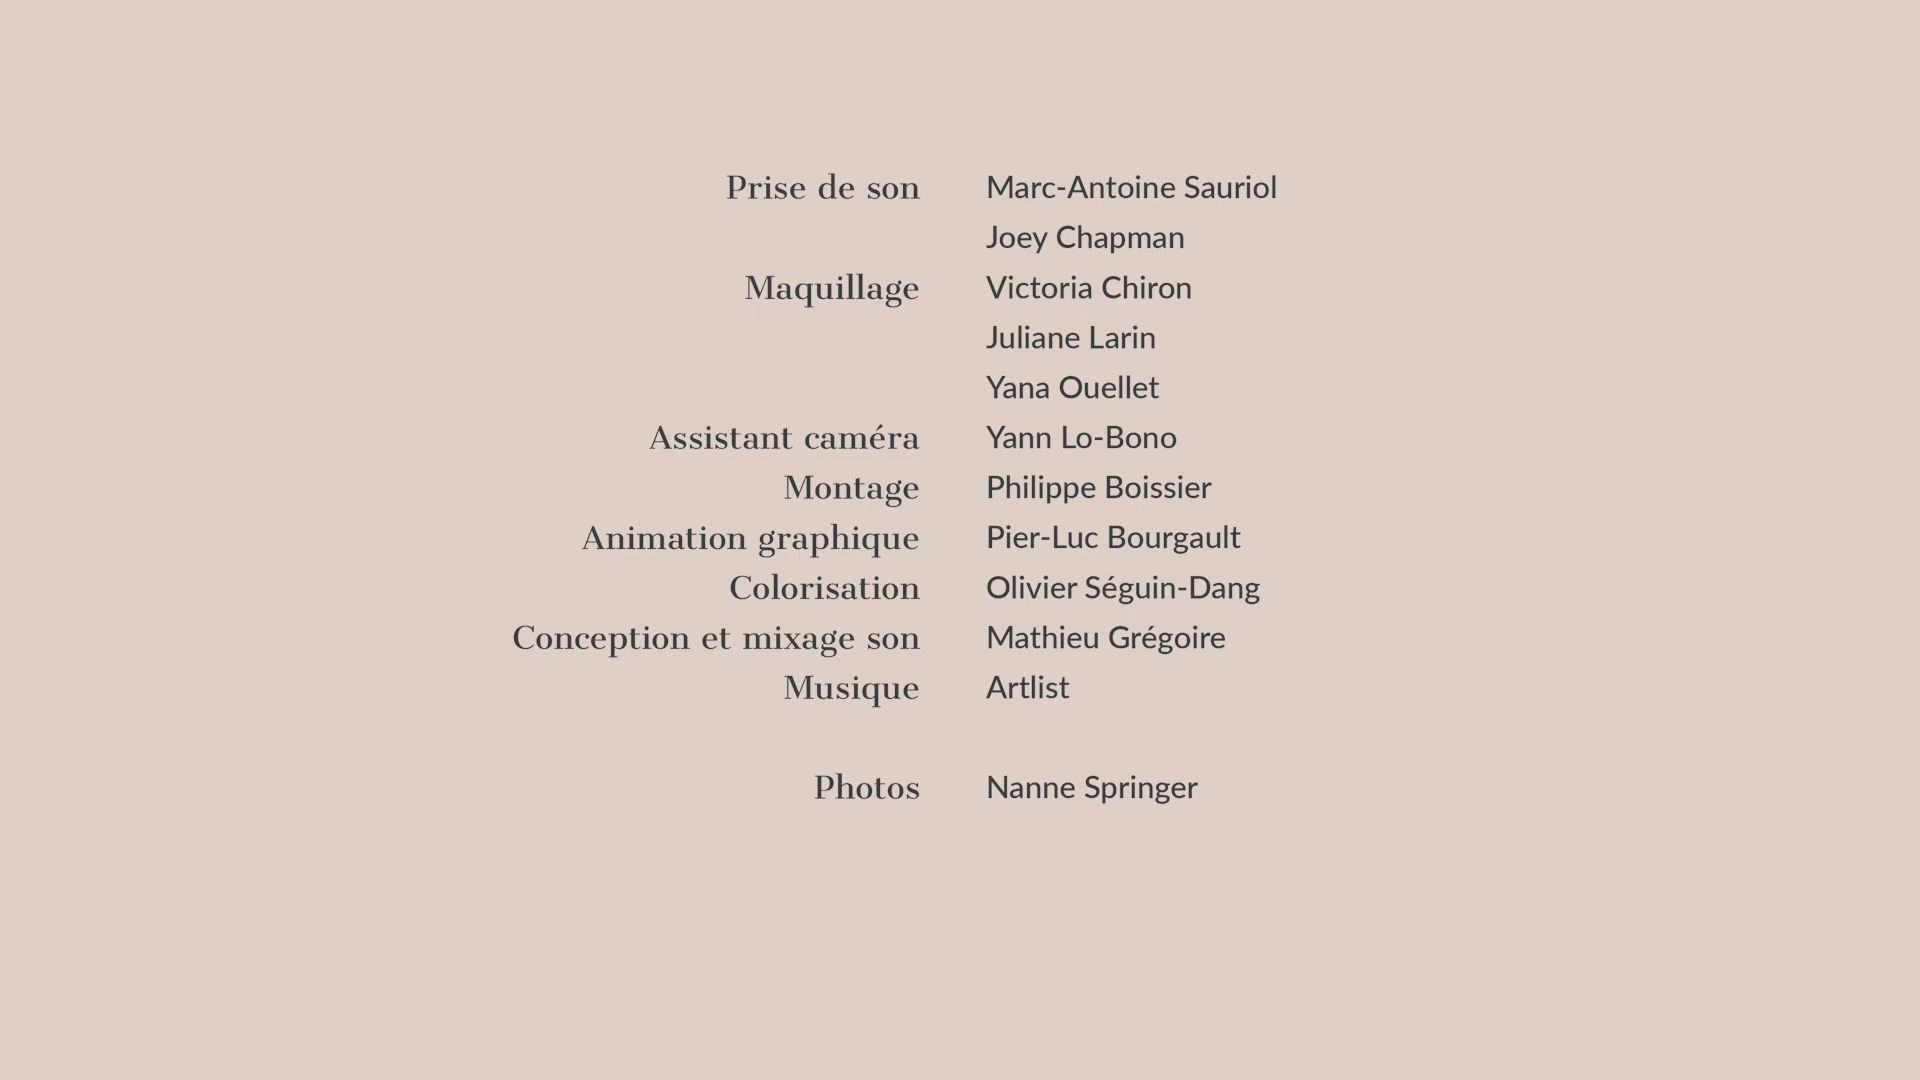 Prise de son Marc-Antoine Sauriol
Joey Chapman
Maquillage Victoria Chiron
Juliane Larin
Yana Ouellet
Assistant caméra Yann Lo-Bono
Montage Philippe Boissier
Animation graphique Pier-Luc Bourgault
Colorisation Olivier Séguin-Dang
Conception et mixage son Mathieu Grégoire
Musique Artlist
Photos Nanne Springer